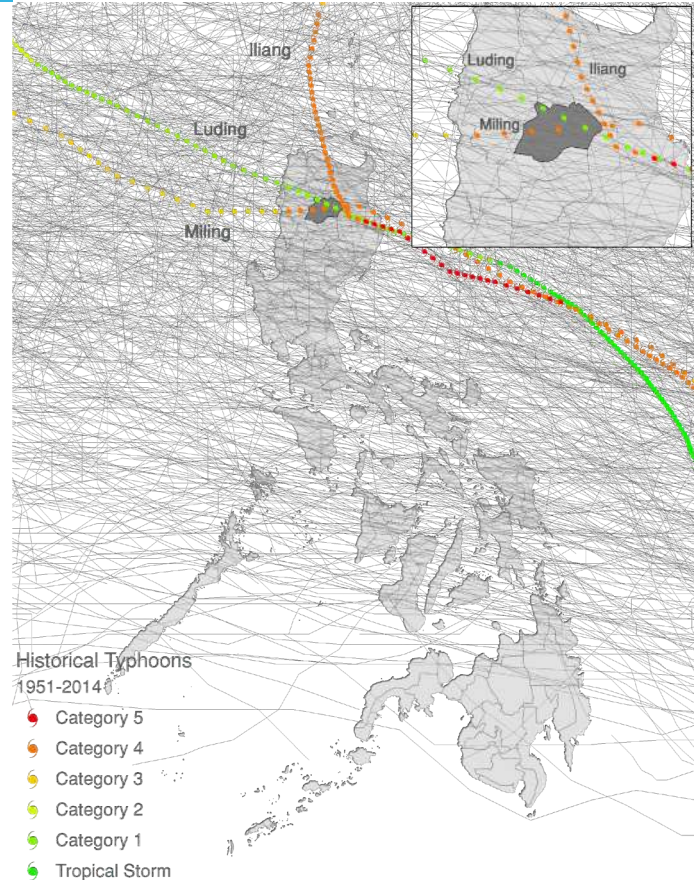 Iliang
Luding
Miling
Luding
Iliang
Miling
Historical Typhoons
1951-2014
Category 5
Category 4
Category 3
Category 2
Category 1
Tropical Storm